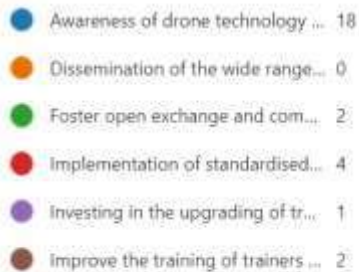 Awareness of drone technology ... 18
Dissemination of the wide range... 0
Foster open exchange and com... 2
Implementation of standardised... 4
Investing in the upgrading of tr... 1
Improve the training of trainers ... 2